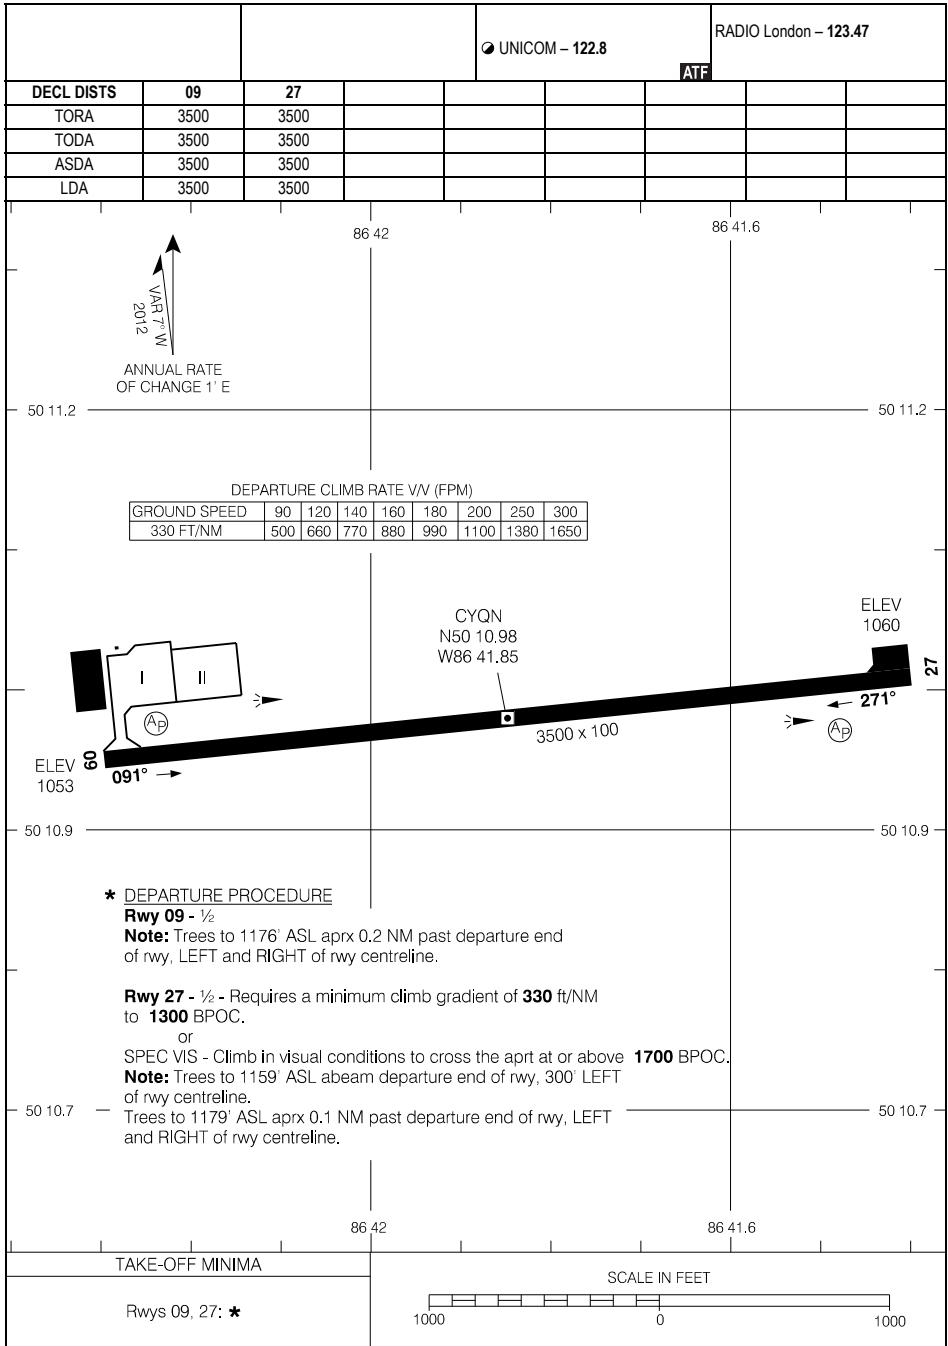 UNICOM – 122.8
ATF
RADIO London – 123.47
DECL DISTS 09 27
TORA 3500 3500
TODA 3500 3500
ASDA 3500 3500
LDA 3500 3500
86 42
86 41.6
VAR 7° W
2012
ANNUAL RATE
OF CHANGE 1' E
50 11.2
50 11.2
DEPARTURE CLIMB RATE V/V (FPM)
GROUND SPEED 90 120 140 160 180 200 250 300
330 FT/NM 500 660 770 880 990 1100 1380 1650
CYQN
N50 10.98
W86 41.85
ELEV
1060
27
I
II
AP
271°
AP
3500 x 100
ELEV
1053
09
091°
50 10.9
50 10.9
* DEPARTURE PROCEDURE
Rwy 09 - ½
Note: Trees to 1176' ASL aprx 0.2 NM past departure end
of rwy, LEFT and RIGHT of rwy centreline.
Rwy 27 - ½ - Requires a minimum climb gradient of 330 ft/NM
to 1300 BPOC.
or
SPEC VIS - Climb in visual conditions to cross the aprt at or above 1700 BPOC.
Note: Trees to 1159' ASL abeam departure end of rwy, 300' LEFT
of rwy centreline.
50 10.7
Trees to 1179' ASL aprx 0.1 NM past departure end of rwy, LEFT
and RIGHT of rwy centreline.
50 10.7
86 42
86 41.6
TAKE-OFF MINIMA
Rwys 09, 27: *
SCALE IN FEET
1000 0 1000